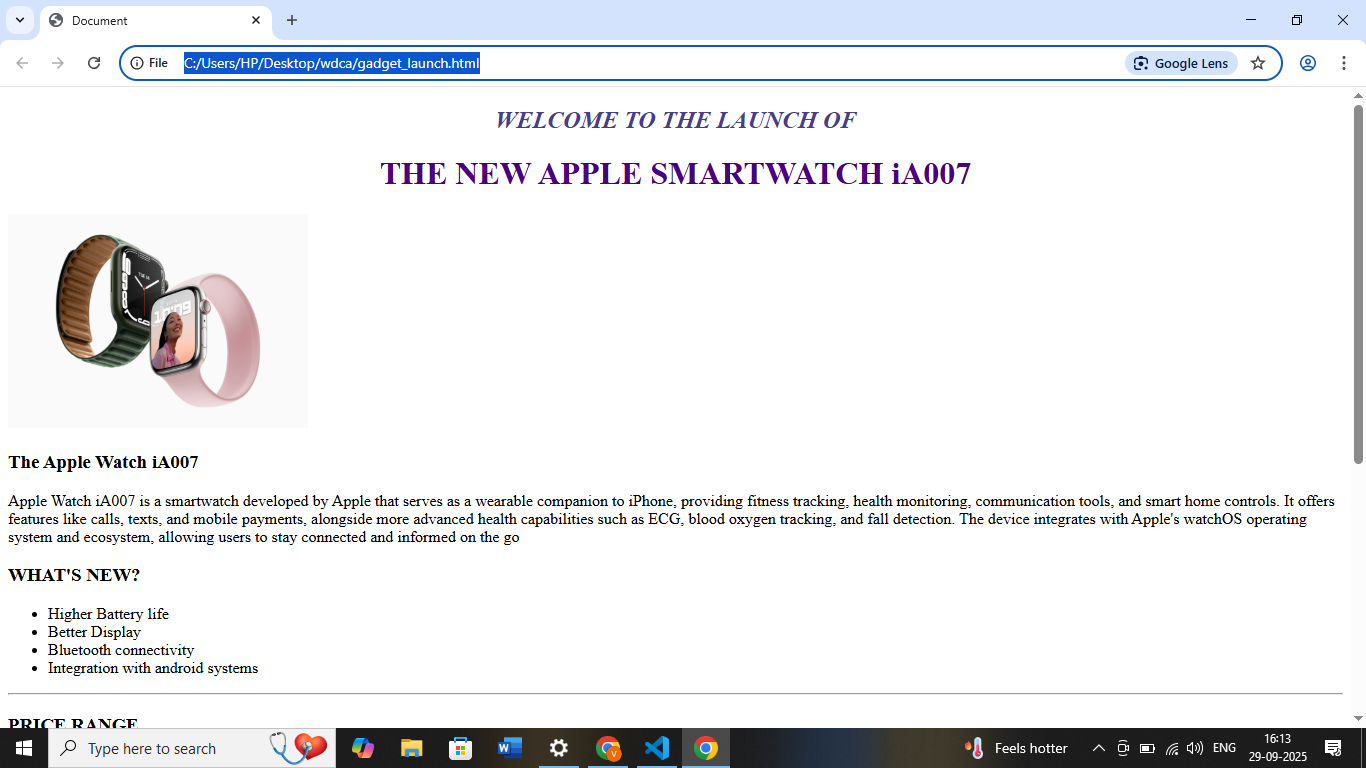 Document
File
C:/Users/HP/Desktop/wdca/gadget_launch.html
Google Lens
WELCOME TO THE LAUNCH OF
THE NEW APPLE SMARTWATCH iA007
10:09
The Apple Watch iA007
Apple Watch iA007 is a smartwatch developed by Apple that serves as a wearable companion to iPhone, providing fitness tracking, health monitoring, communication tools, and smart home controls. It offers
features like calls, texts, and mobile payments, alongside more advanced health capabilities such as ECG, blood oxygen tracking, and fall detection. The device integrates with Apple's watchOS operating
system and ecosystem, allowing users to stay connected and informed on the go
WHAT'S NEW?
Higher Battery life
Better Display
Bluetooth connectivity
Integration with android systems
PRICE RANGE
Type here to search
Feels hotter
ENG
16:13
29-09-2025